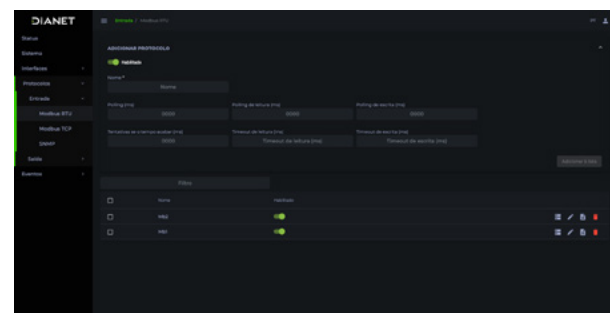 DIANET
Entrada / Modbus RTU
PT
Status
Sistema
Interfaces
Protocolos
Entrada
Modbus RTU
Modbus TCP
SNMP
Saída
Eventos
ADICIONAR PROTOCOLO
Habilitado
Nome *
Nome
Polling (ms)
Polling de leitura (ms)
Polling de escrita (ms)
Tentativas se o tempo acabar (ms)
Timeout de leitura (ms)
Timeout de escrita (ms)
Timeout de leitura (ms)
Timeout de escrita (ms)
Adicionar à lista
Filtro
Nome
Habilitado
MB2
MB1